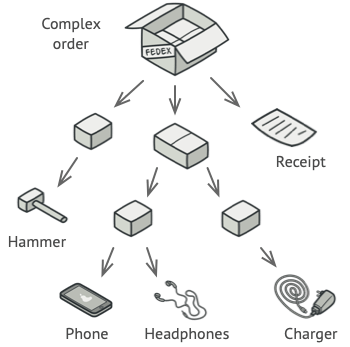 Complex
order
FEDEX
Receipt
Hammer
Phone
Headphones
Charger